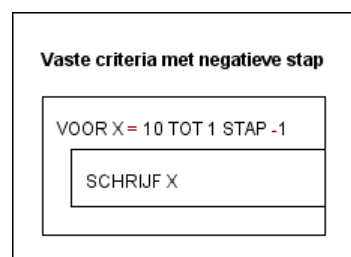 Vaste criteria met negatieve stap
VOOR X = 10 TOT 1 STAP -1
SCHRIJF X